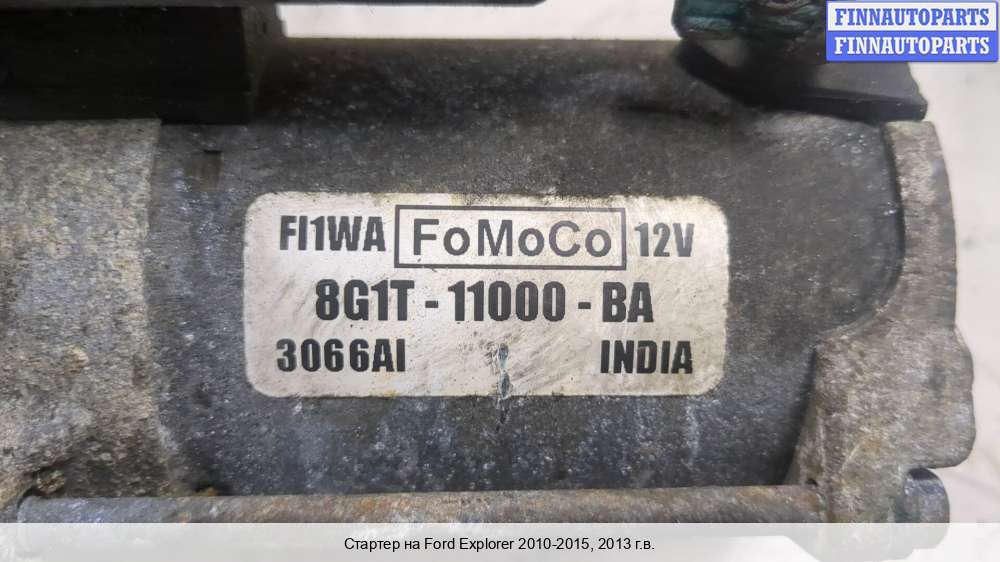 FINNAUTOPARTS
FINNAUTOPARTS
FI1WA FoMoCo 12V
8G1T - 11000 - BA
3066AI INDIA
Стартер на Ford Explorer 2010-2015, 2013 г.в.